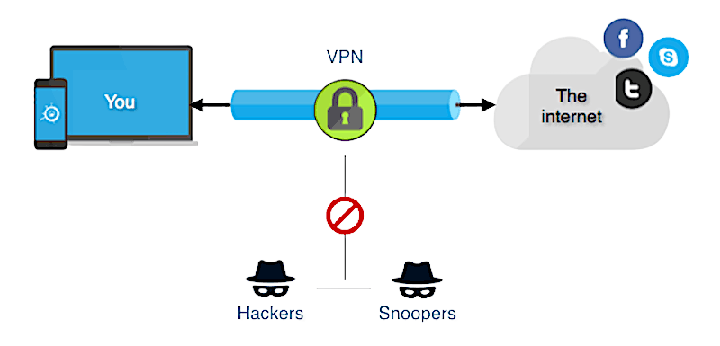 VPN
You
The
internet
Hackers
Snoopers